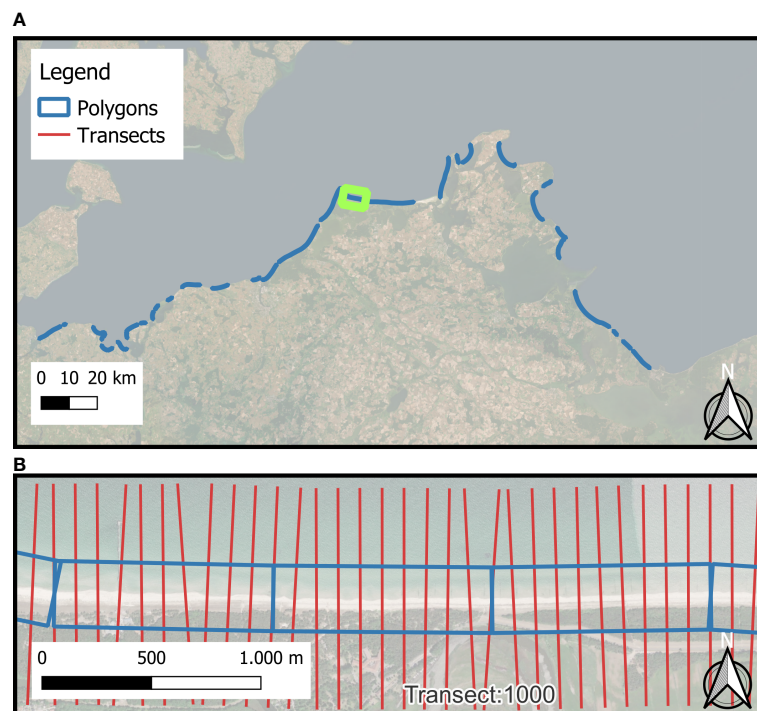 A
Legend
Polygons
Transects
0 10 20 km
N
B
N
0 500 1.000 m
Transect:1000